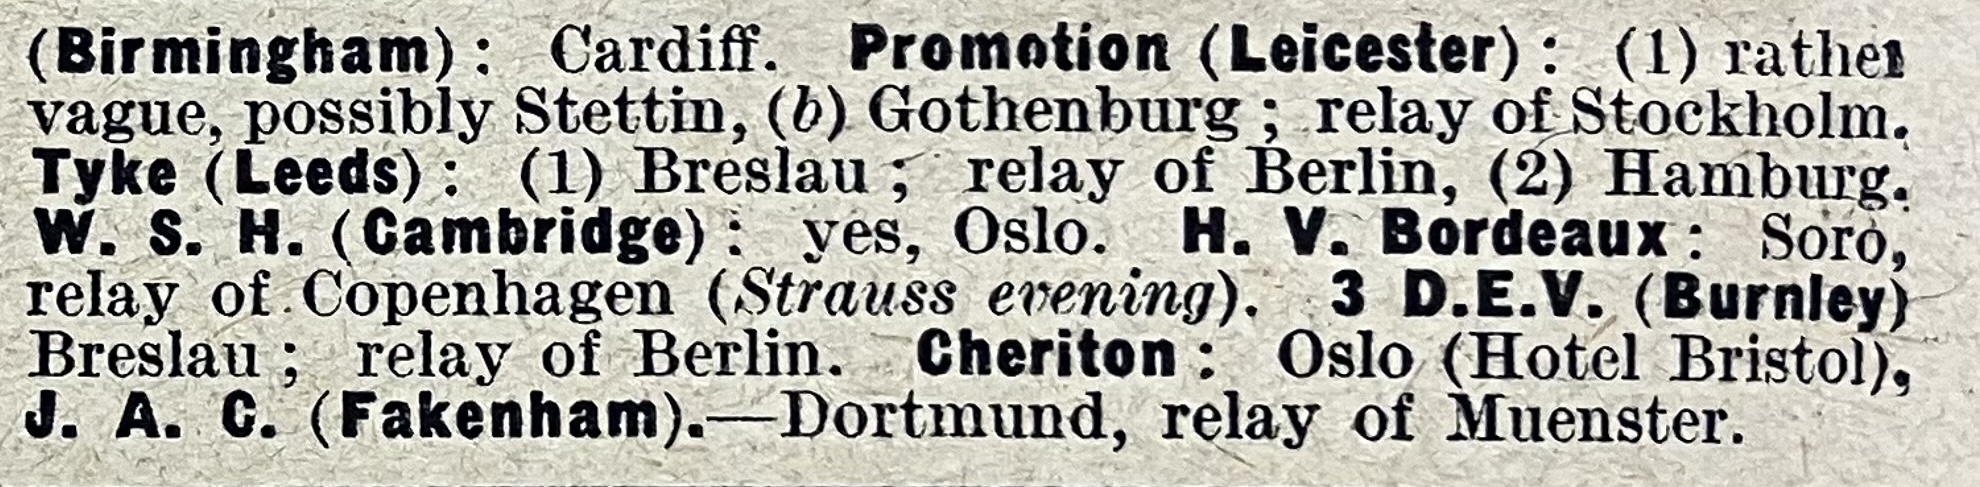 (Birmingham): Cardiff. Promotion (Leicester): (1) rather
vague, possibly Stettin, (b) Gothenburg; relay of Stockholm.
Tyke (Leeds): (1) Breslau; relay of Berlin, (2) Hamburg.
W. S. H. (Cambridge): yes, Oslo. H. V. Bordeaux: Soro,
relay of Copenhagen (Strauss evening). 3 D.E.V. (Burnley)
Breslau; relay of Berlin. Cheriton: Oslo (Hotel Bristol),
J. A. C. (Fakenham).—Dortmund, relay of Muenster.